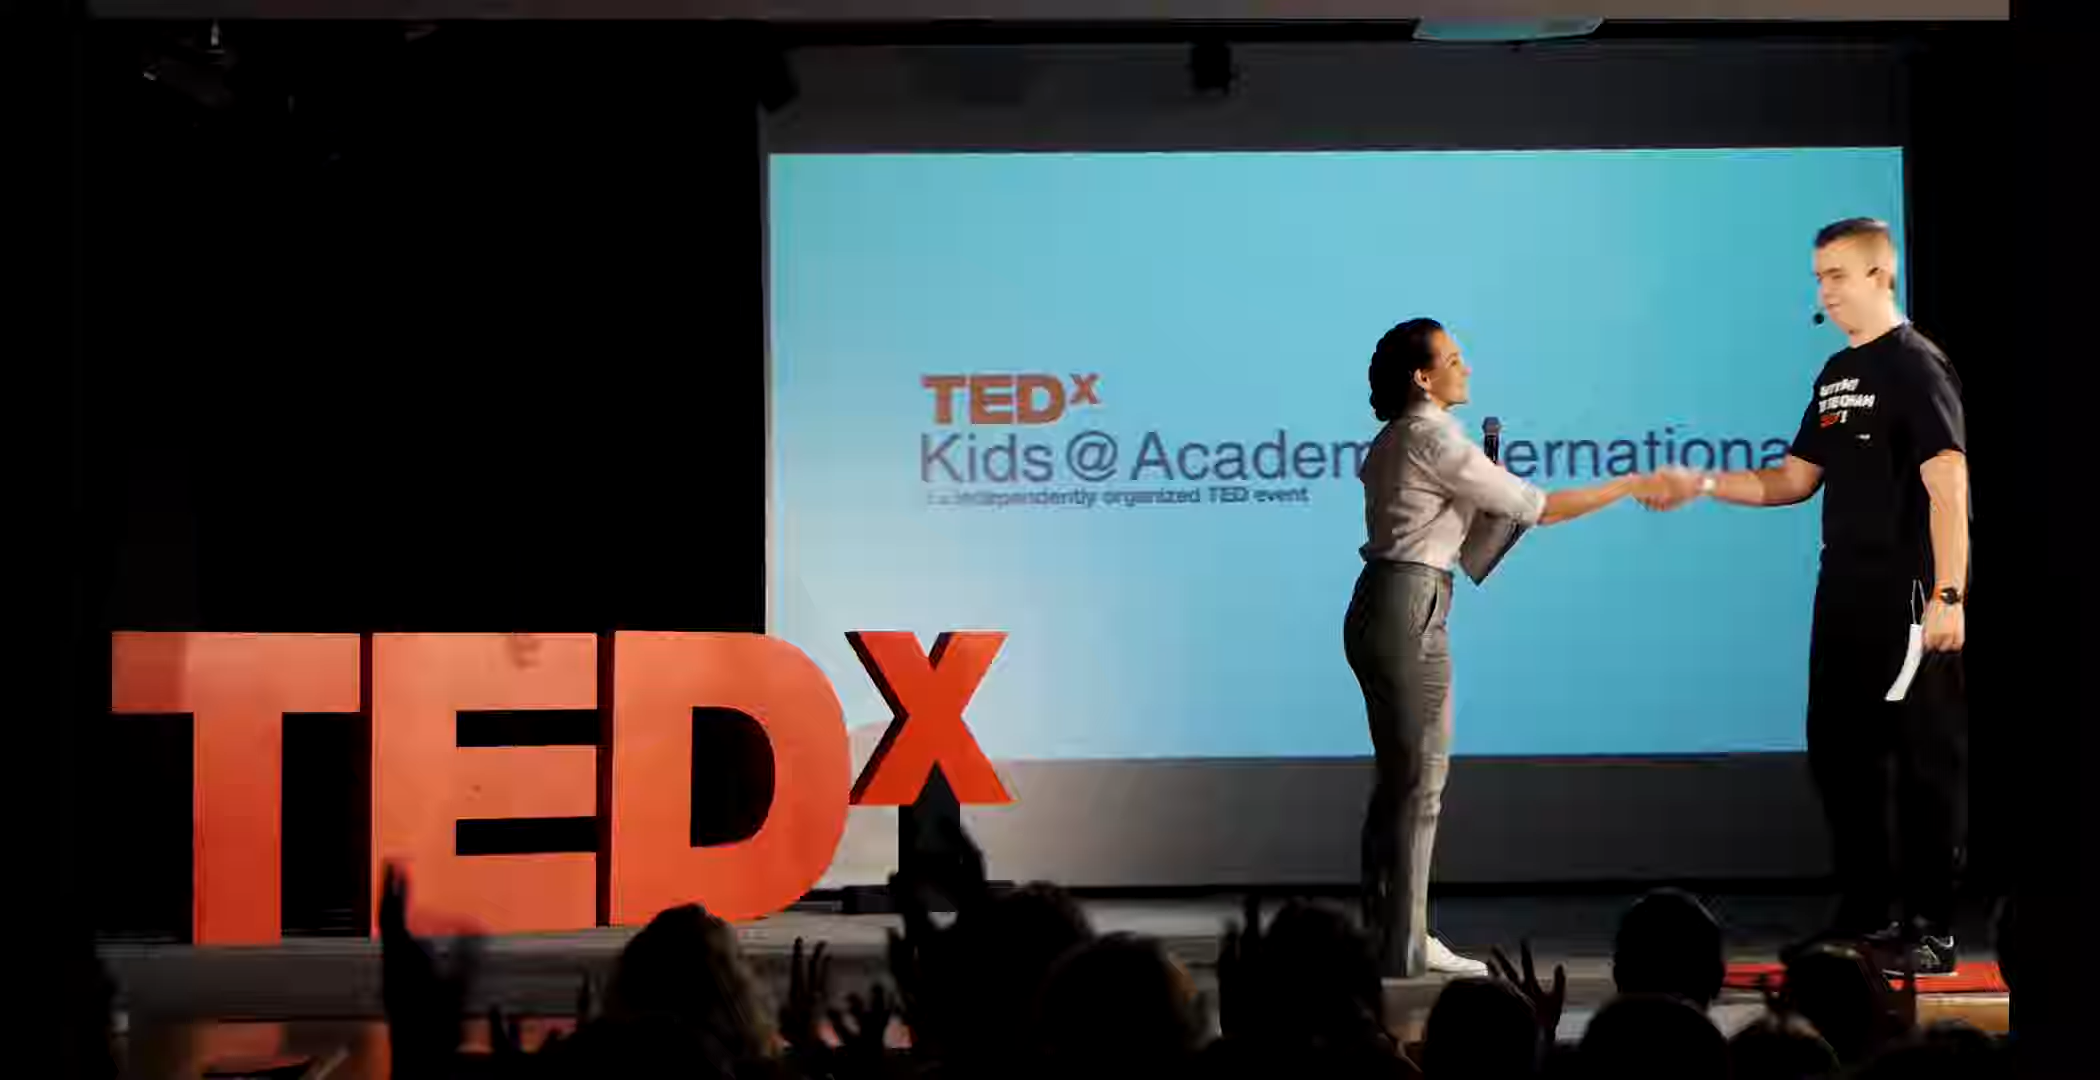 TEDx
Kids @ Academ ernationa
independently organized TED event
TEDx